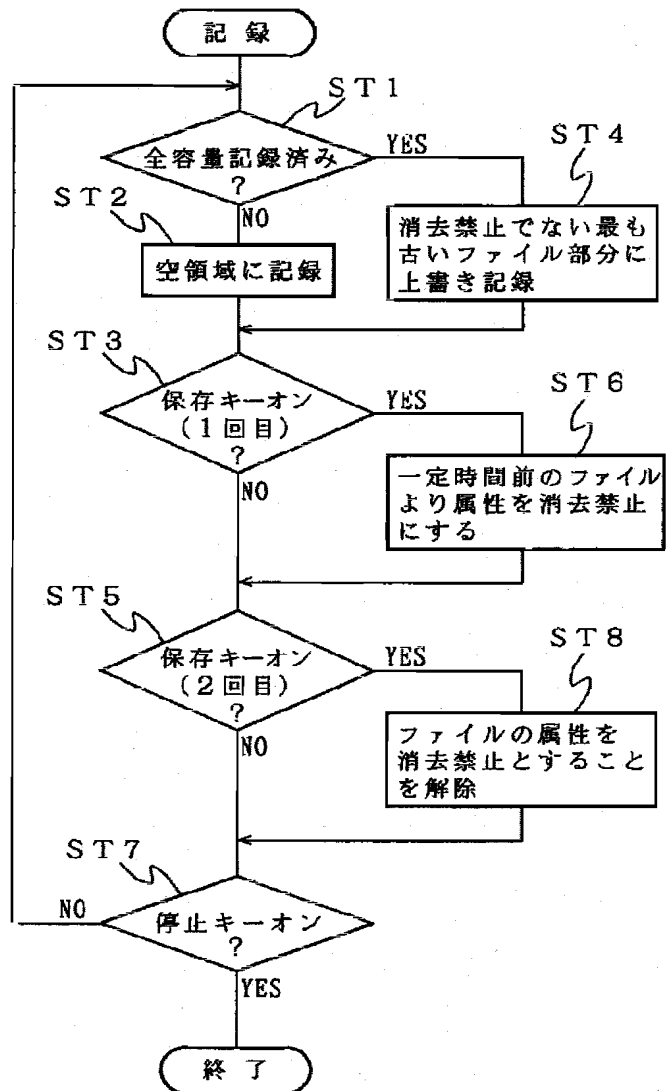 記録
ST1
全容量記録済み
?
YES
NO
ST4
消去禁止でない最も
古いファイル部分に
上書き記録
ST2
空領域に記録
ST3
保存キーオン
(1回目)
?
YES
NO
ST6
一定時間前のファイル
より属性を消去禁止
にする
ST5
保存キーオン
(2回目)
?
YES
NO
ST8
ファイルの属性を
消去禁止とすること
を解除
ST7
停止キーオン
?
NO
YES
終了